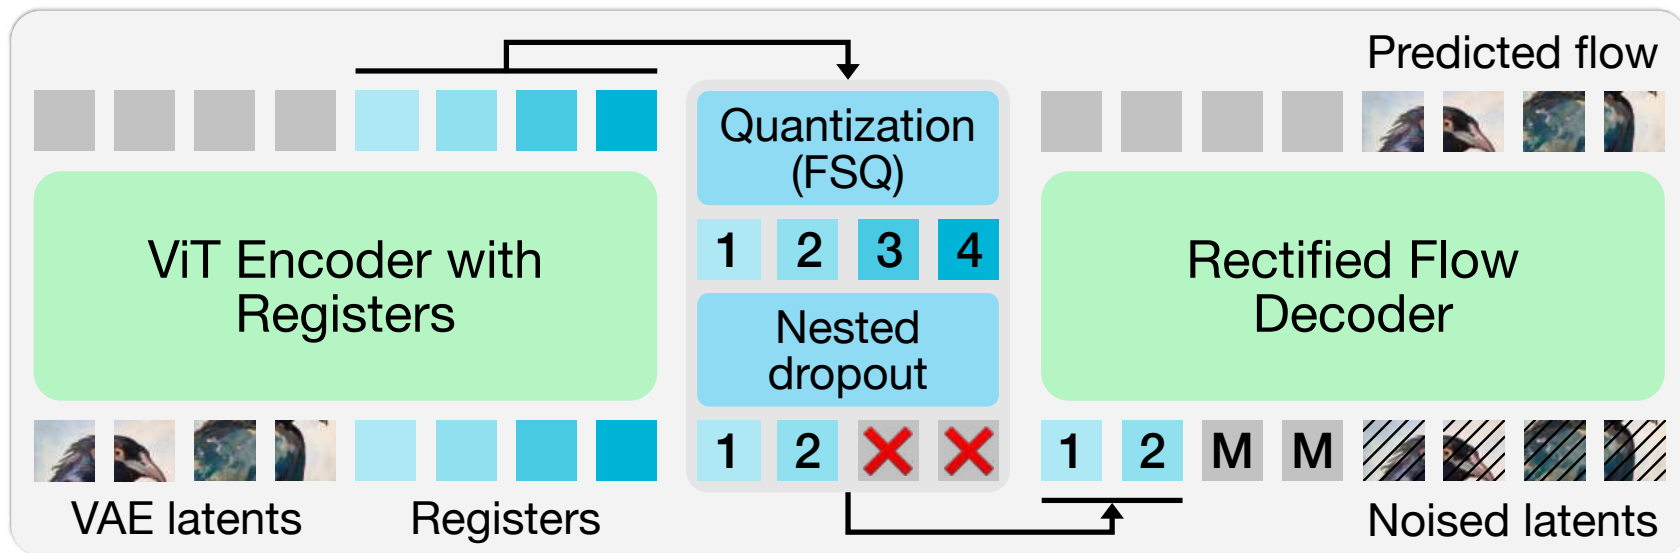 Predicted flow
Quantization
(FSQ)
ViT Encoder with
Registers
1 2 3 4
Rectified Flow
Decoder
Nested
dropout
1 2
1 2 M M
VAE latents
Registers
Noised latents